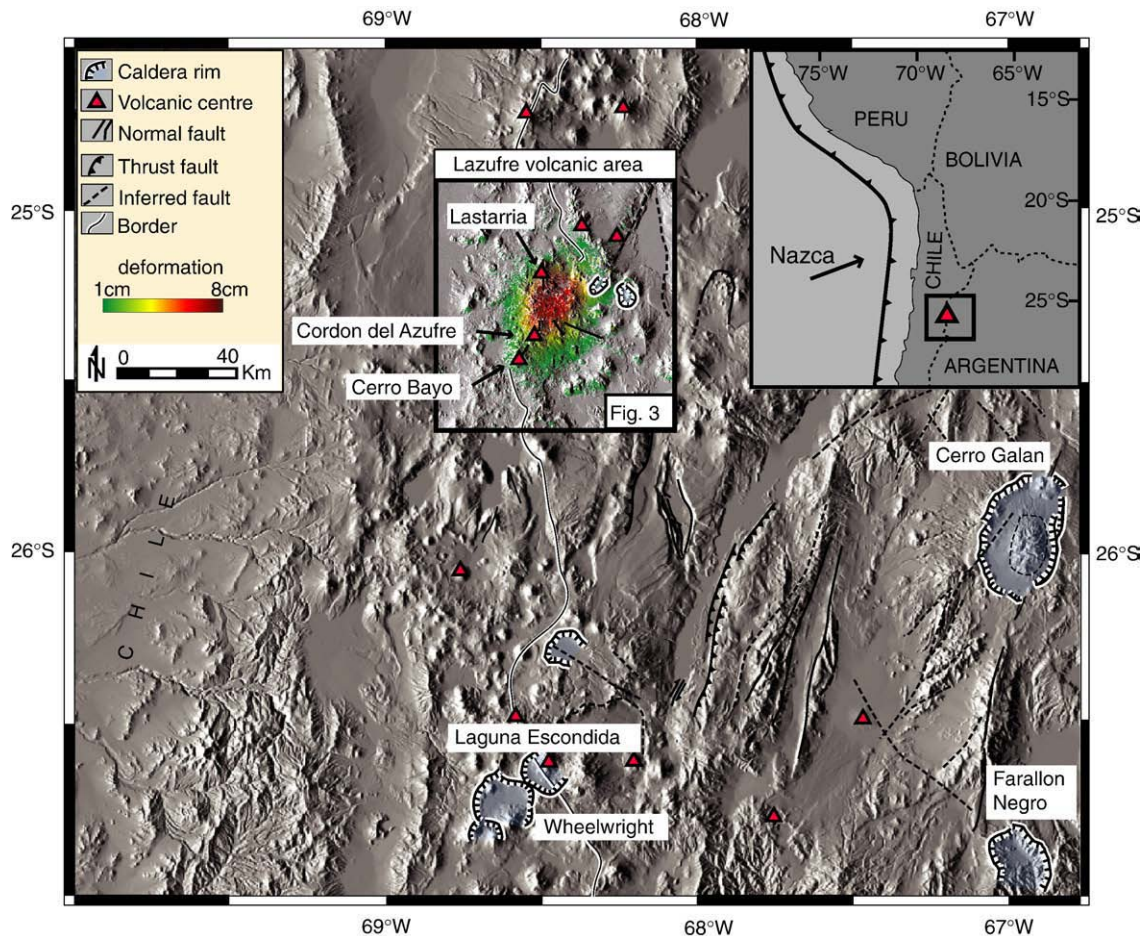 69°W
68°W
67°W
Caldera rim
Volcanic centre
Normal fault
Thrust fault
Inferred fault
Border
deformation
1cm
8cm
N
0
40
Km
75°W
70°W
65°W
15°S
PERU
BOLIVIA
20°S
Nazca
CHILE
25°S
ARGENTINA
Lazufre volcanic area
Lastarria
25°S
25°S
Cordon del Azufre
Cerro Bayo
Fig. 3
Cerro Galan
CHILE
26°S
26°S
Laguna Escondida
Wheelwright
Farallon
Negro
69°W
68°W
67°W